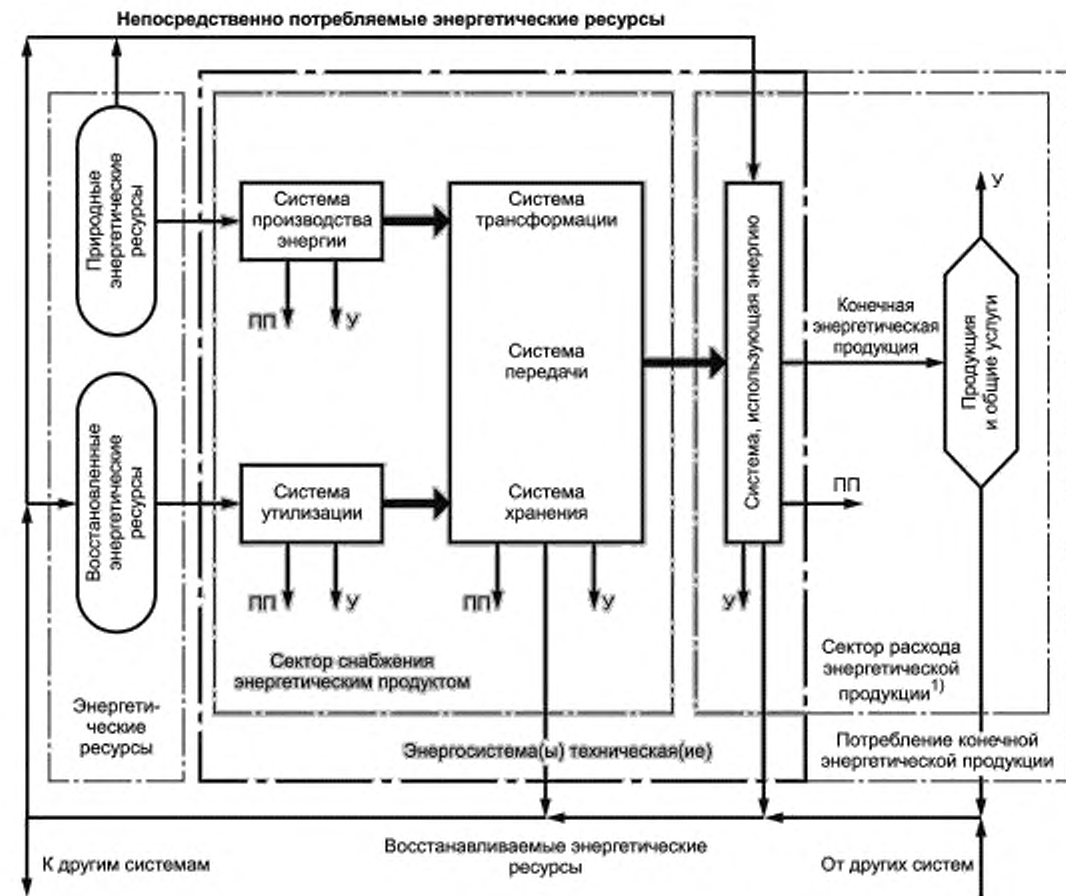 Непосредственно потребляемые энергетические ресурсы
Природные
энергетические
ресурсы
Система
производства
энергии
ПП
У
Система
трансформации
Система
передачи
Система
хранения
Система, использующая энергию
У
Конечная
энергетическая
продукция
Продукция
и общие услуги
Восстановленные
энергетические
ресурсы
Система
утилизации
ПП
ПП
У
ПП
У
У
Сектор снабжения
энергетическим продуктом
Сектор расхода
энергетической
продукции1)
Энергети-
ческие
ресурсы
Энергосистема(ы) техническая(ие)
Потребление конечной
энергетической продукции
Восстанавливаемые энергетические
ресурсы
К другим системам
От других систем